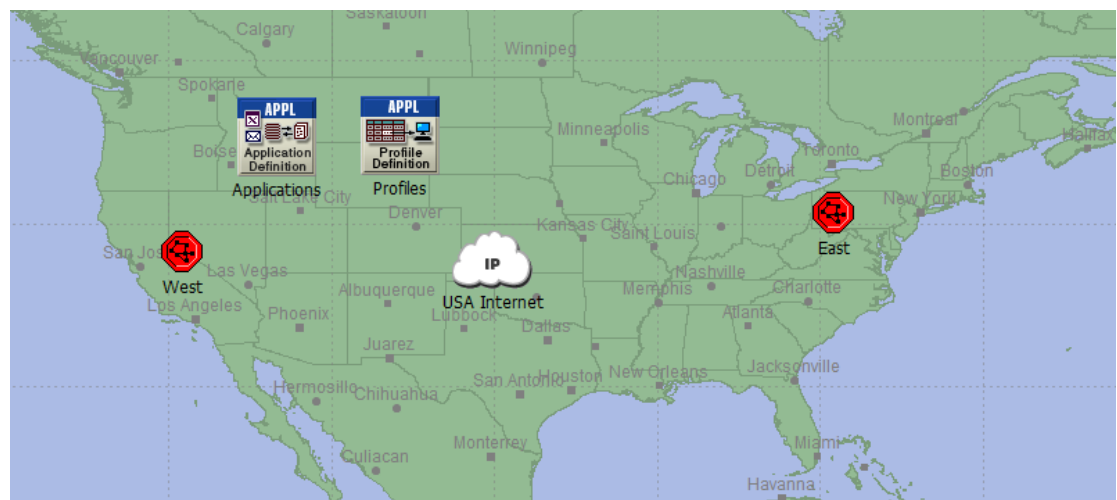 Saskatoon
Calgary
Winnipeg
Vancouver
Spokane
APPL
Application
Definition
Applications
APPL
Profile
Definition
Profiles
Minneapolis
Montreal
Halifax
Toronto
Boise
Chicago
Detroit
Boston
Salt Lake City
Denver
New York
Kansas City
Saint Louis
East
San Jos
West
Las Vegas
IP
USA Internet
Nashville
Memphis
Charlotte
Los Angeles
Phoenix
Albuquerque
Lubbock
Dallas
Atlanta
Juarez
Jacksonville
Hermosillo
Chihuahua
San Antonio
Houston
New Orleans
Monterrey
Culiacan
Miami
Havanna